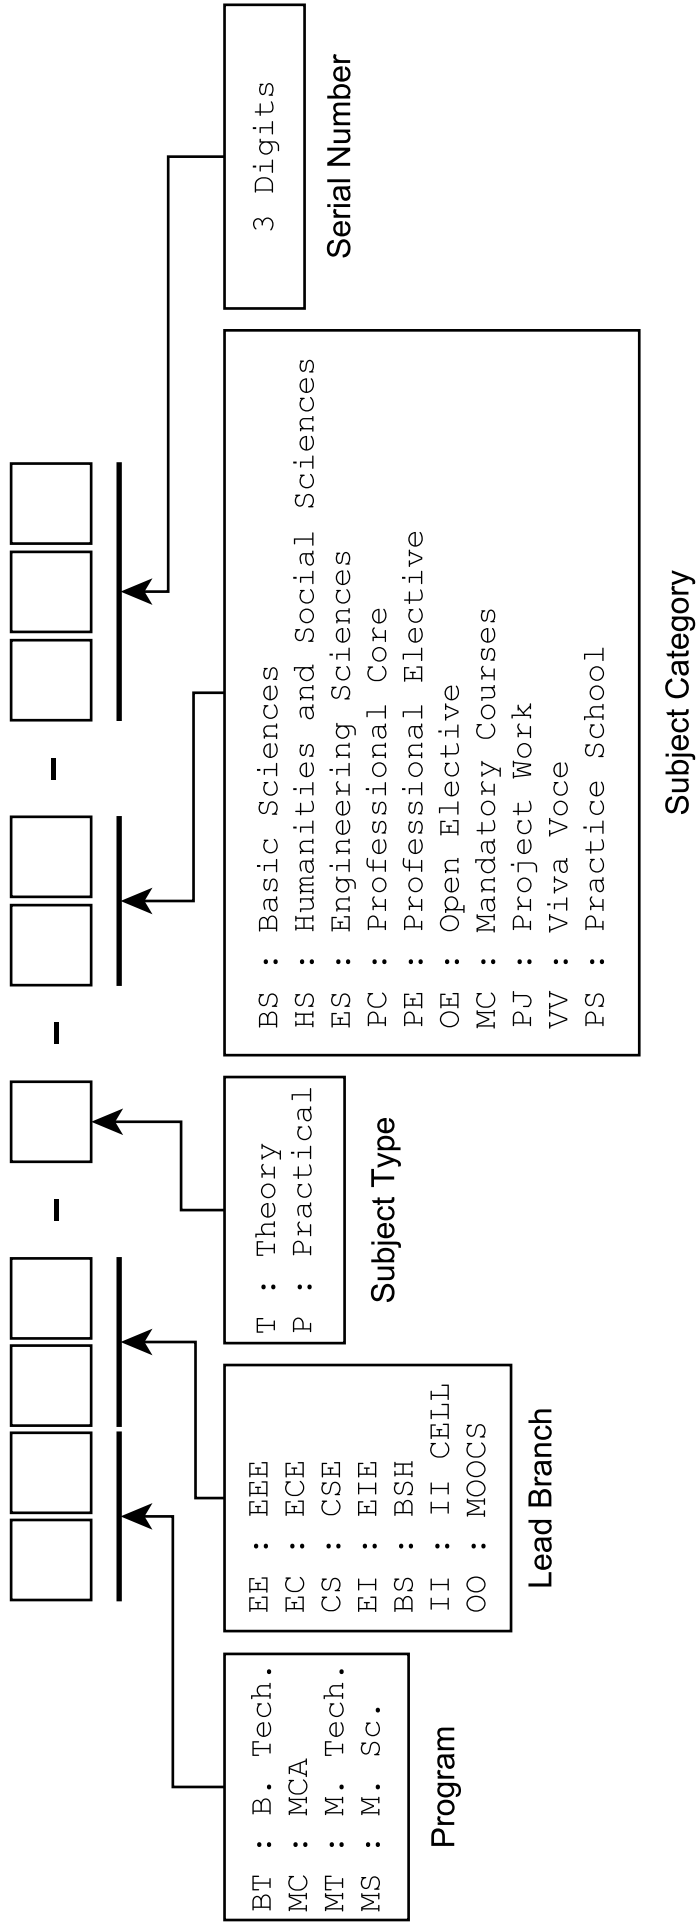 BT : B. Tech.
MC : MCA
MT : M. Tech.
MS : M. Sc.
Program
EE : EEE
EC : ECE
CS : CSE
EI : EIE
BS : BSH
II : II CELL
OO : MOOCS
Lead Branch
T : Theory
P : Practical
Subject Type
BS : Basic Sciences
HS : Humanities and Social Sciences
ES : Engineering Sciences
PC : Professional Core
PE : Professional Elective
OE : Open Elective
MC : Mandatory Courses
PJ : Project Work
VV : Viva Voce
PS : Practice School
Subject Category
3 Digits
Serial Number